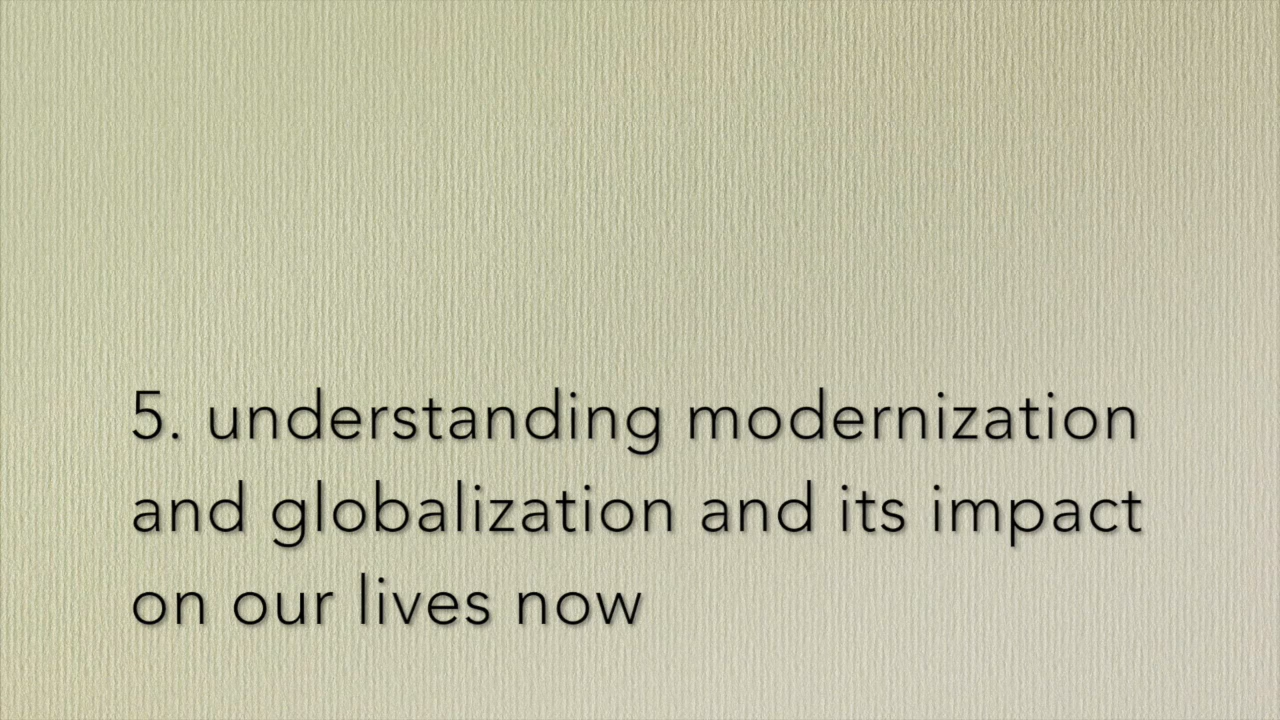 5. understanding modernization
and globalization and its impact
on our lives now